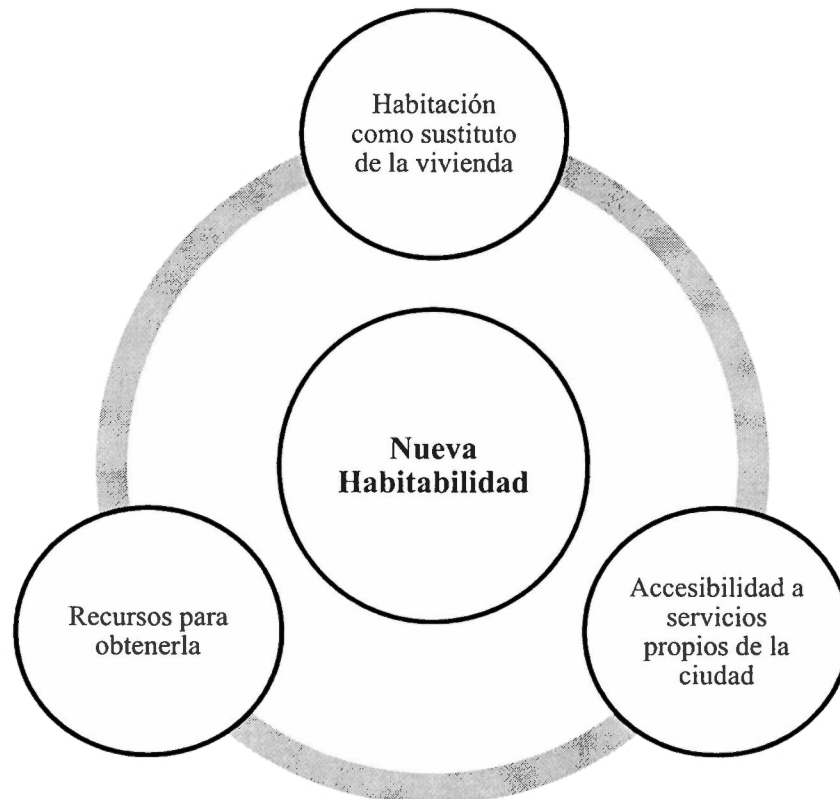 Habitación
como sustituto
de la vivienda
Nueva
Habitabilidad
Recursos para
obtenerla
Accesibilidad a
servicios
propios de la
ciudad